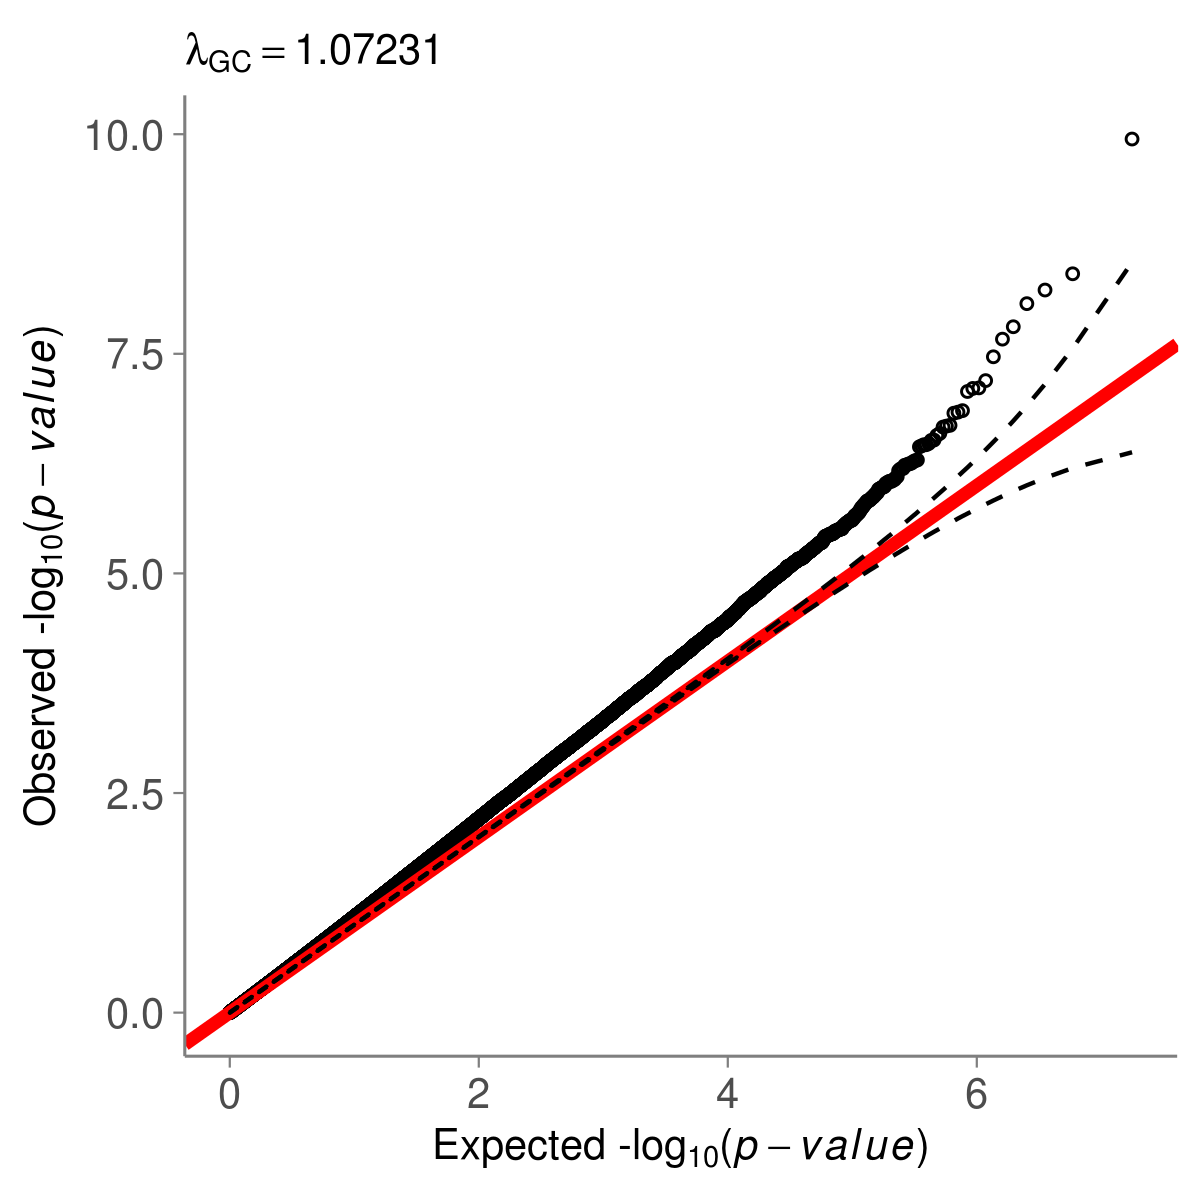 λGC = 1.07231
10.0
7.5
5.0
2.5
0.0
Observed -log10(p − value)
0 2 4 6
Expected -log10(p − value)